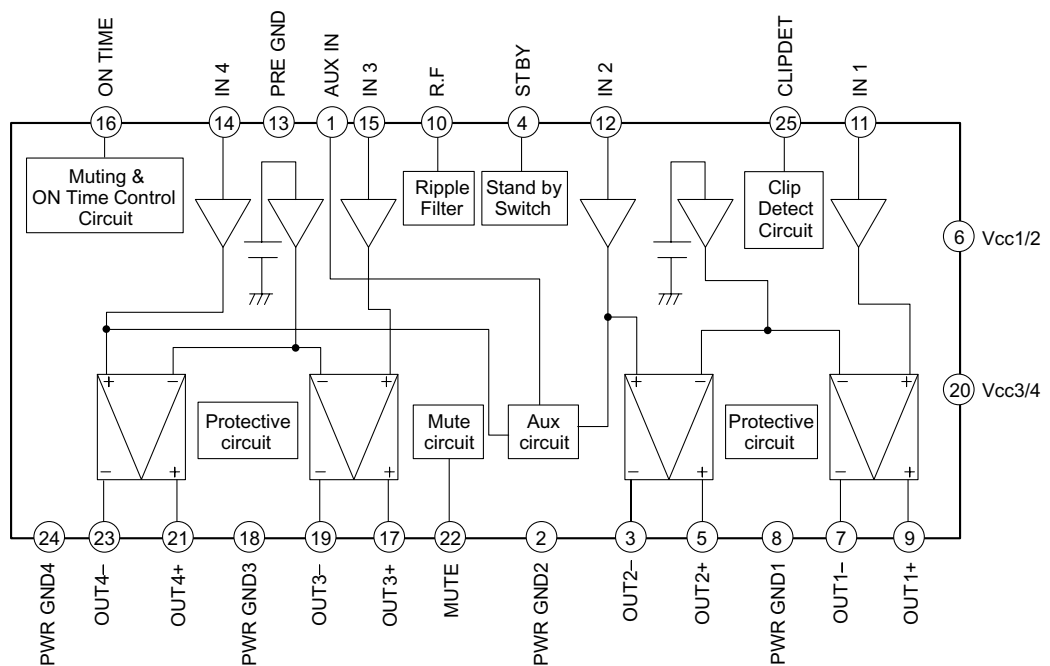 ON TIME
IN 4
PRE GND
AUX IN
IN 3
R.F
ST BY
IN 2
CLIPDET
IN 1
16
14
13
1
15
10
4
12
25
11
Muting &
ON Time Control
Circuit
Ripple
Filter
Stand by
Switch
Clip
Detect
Circuit
6 Vcc1/2
20 Vcc3/4
+ −
− +
+ −
− +
Protective
circuit
Mute
circuit
Aux
circuit
Protective
circuit
− +
− +
− +
− +
24
23
21
18
19
17
22
2
3
5
8
7
9
PWR GND4
OUT4−
OUT4+
PWR GND3
OUT3−
OUT3+
MUTE
PWR GND2
OUT2−
OUT2+
PWR GND1
OUT1−
OUT1+